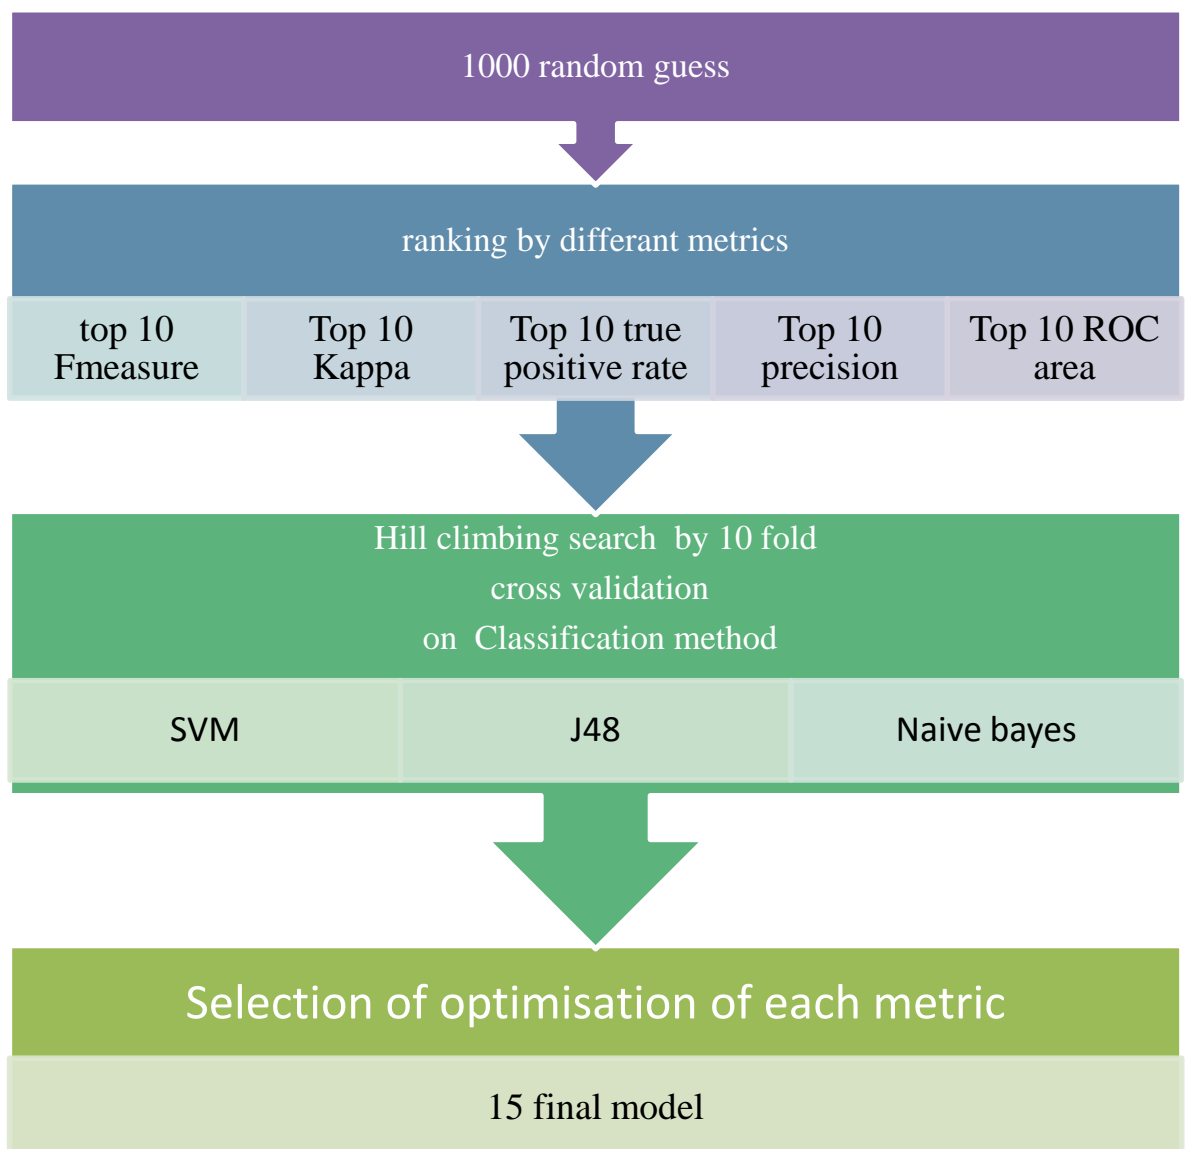 1000 random guess
ranking by differant metrics
top 10
Fmeasure
Top 10
Kappa
Top 10 true
positive rate
Top 10
precision
Top 10 ROC
area
Hill climbing search  by 10 fold
cross validation
on  Classification method
SVM
J48
Naive bayes
Selection of optimisation of each metric
15 final model